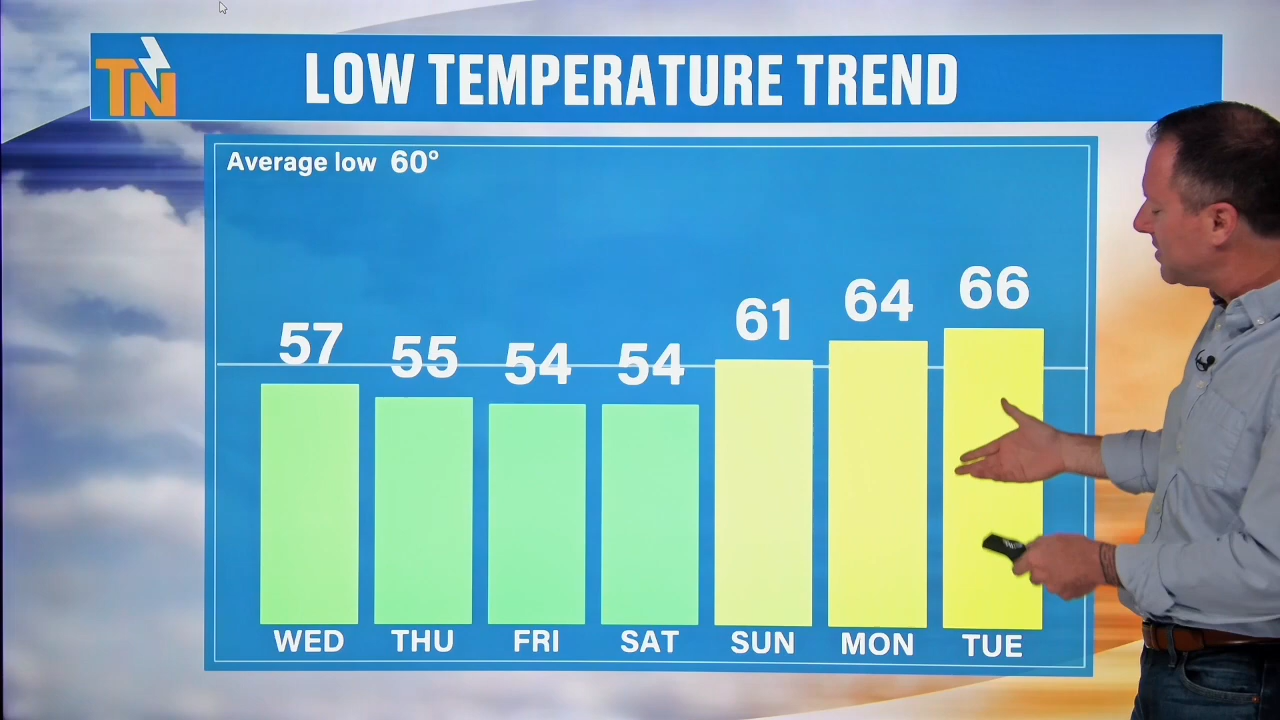 TN
LOW TEMPERATURE TREND
Average low 60°
57 55 54 54 61 64 66
WED THU FRI SAT SUN MON TUE